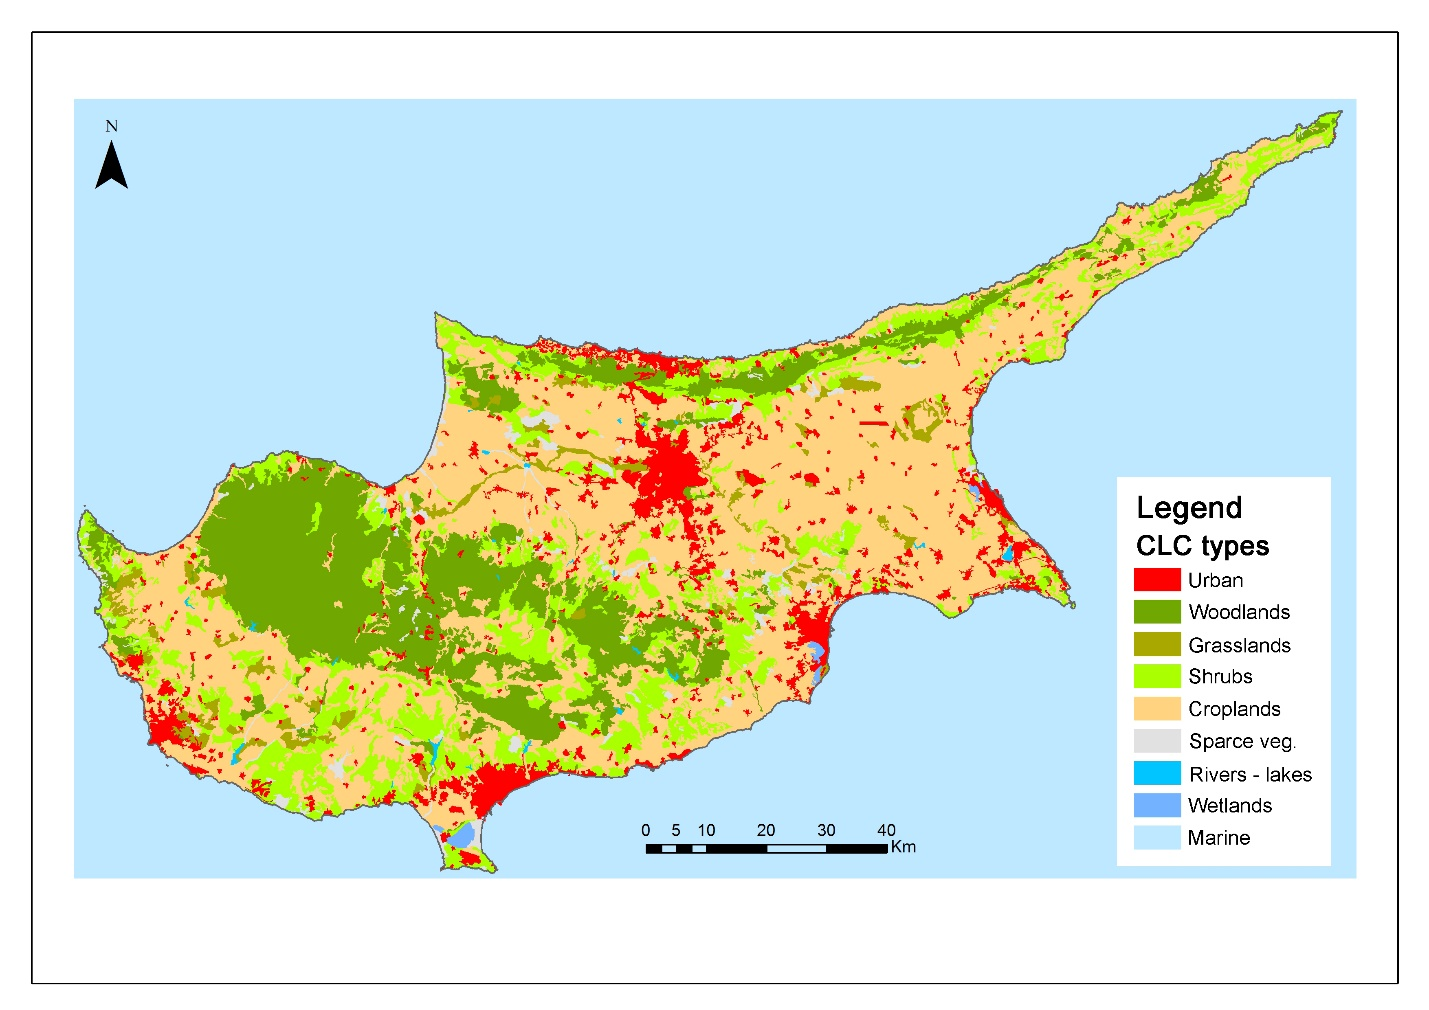 N
Legend
CLC types
Urban
Woodlands
Grasslands
Shrubs
Croplands
Sparce veg.
Rivers - lakes
Wetlands
Marine
0 5 10 20 30 40
Km